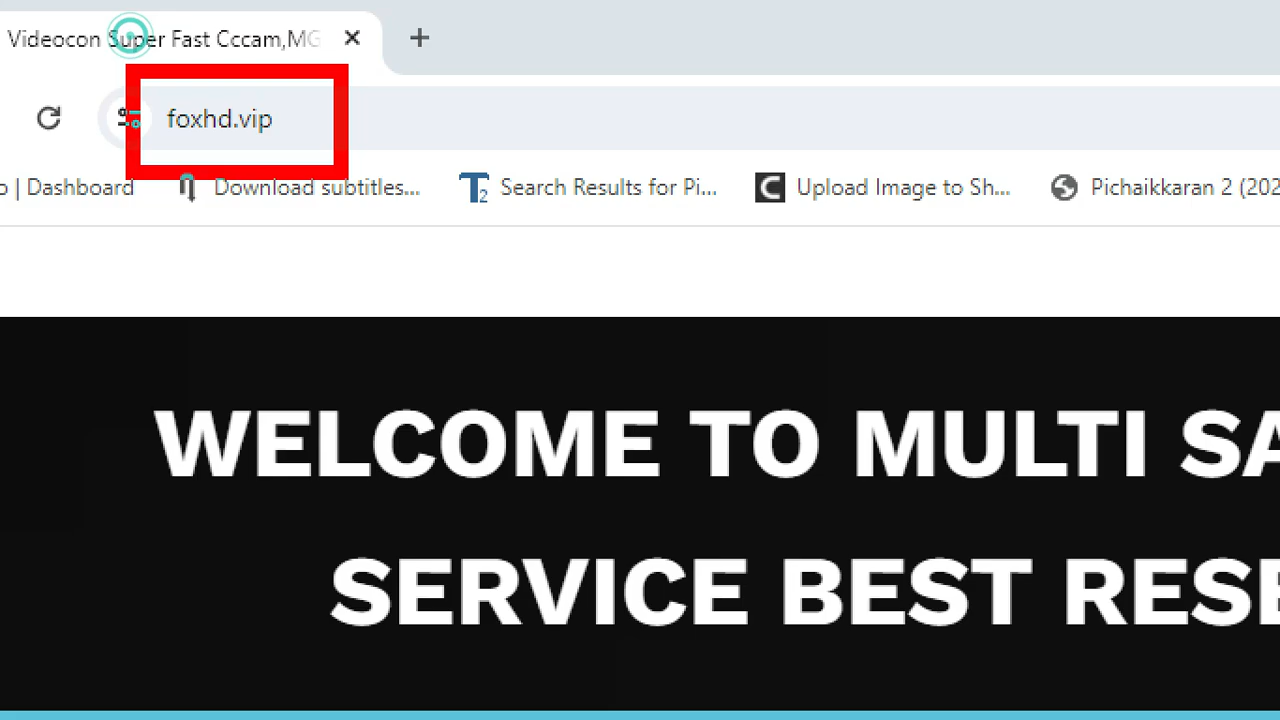 Videocon Super Fast Cccam,MG
foxhd.vip
o | Dashboard
Download subtitles...
Search Results for Pi...
Upload Image to Sh...
Pichaikkaran 2 (202
WELCOME TO MULTI SA
SERVICE BEST RESE